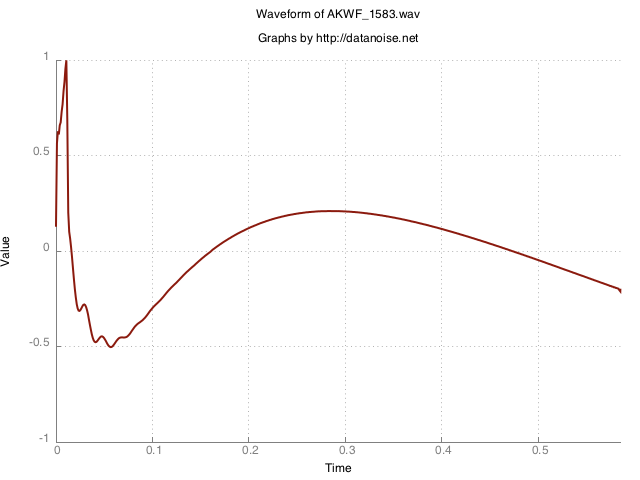 Waveform of AKWF_1583.wav
Graphs by http://datanoise.net
1
0.5
0
-0.5
-1
Value
0 0.1 0.2 0.3 0.4 0.5
Time